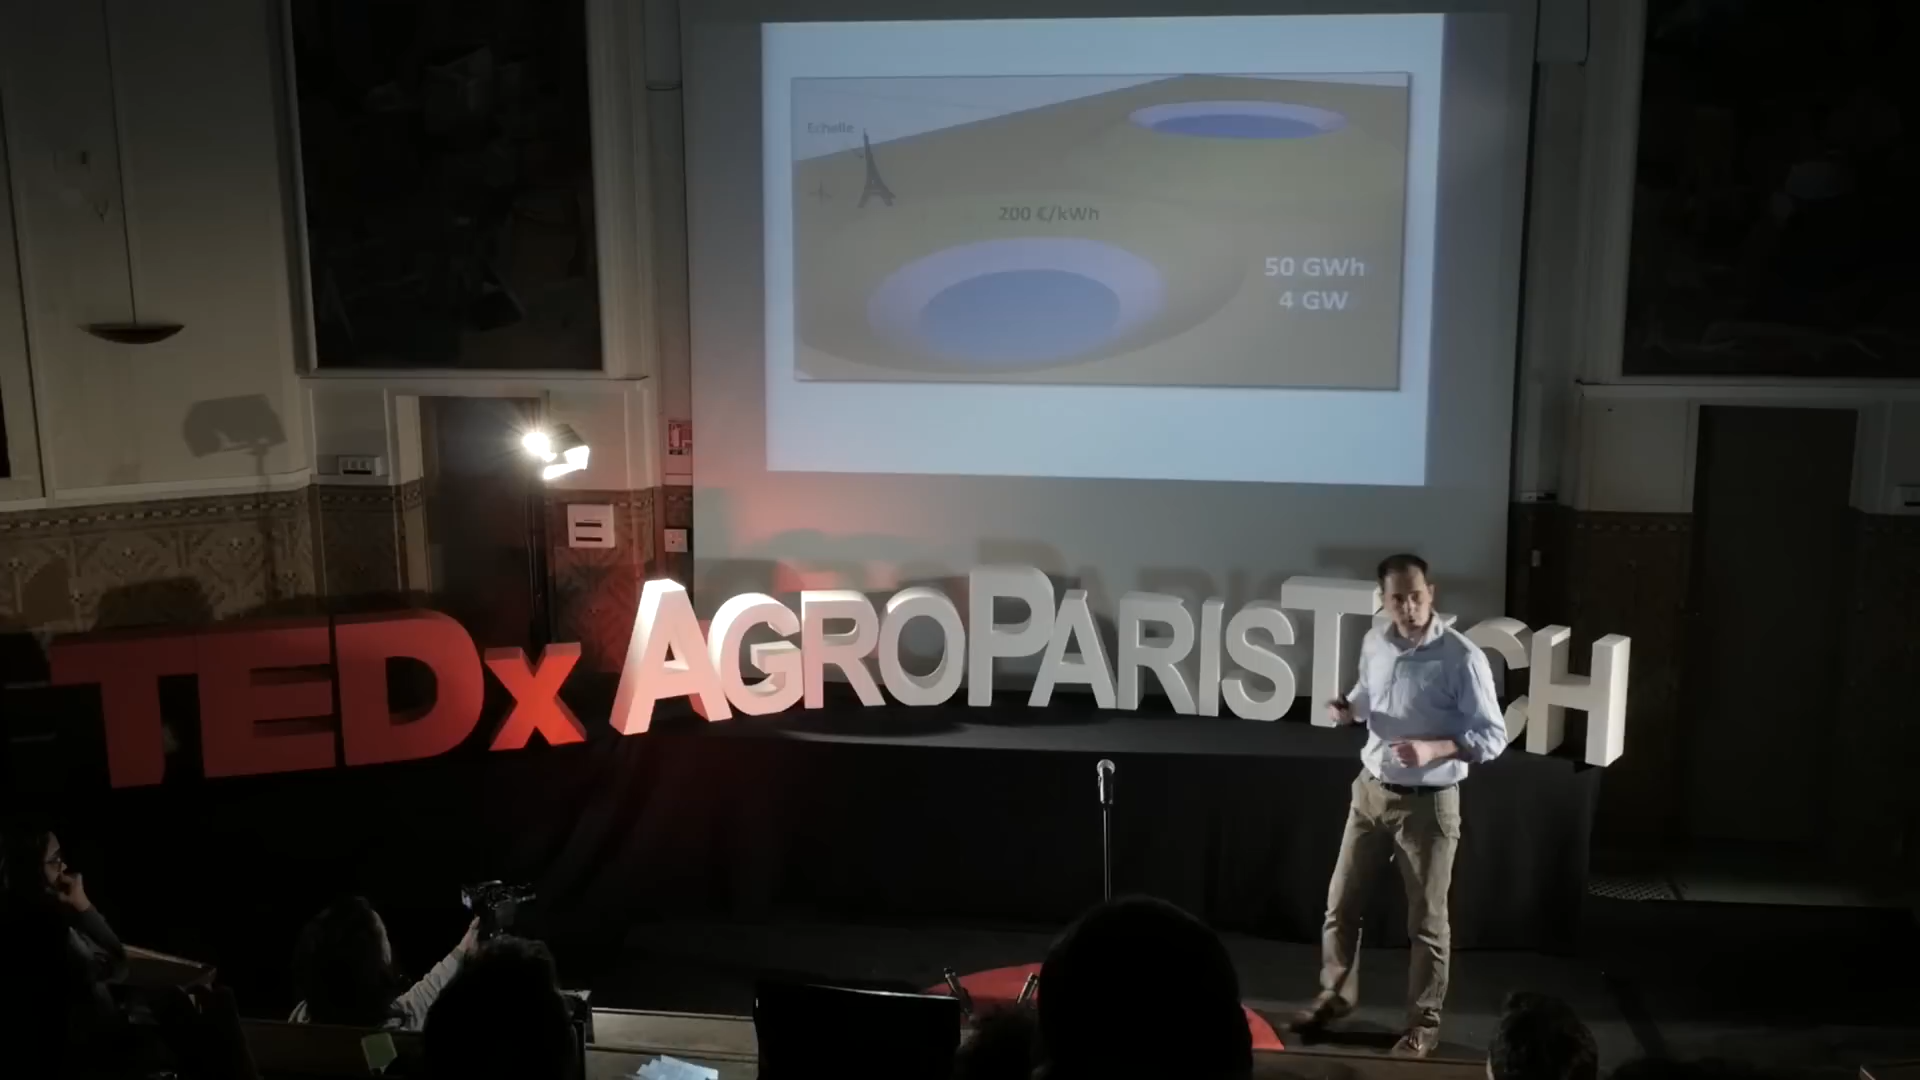 Echelle
200 €/kWh
50 GWh
4 GW
TEDx AGROPARISTECH